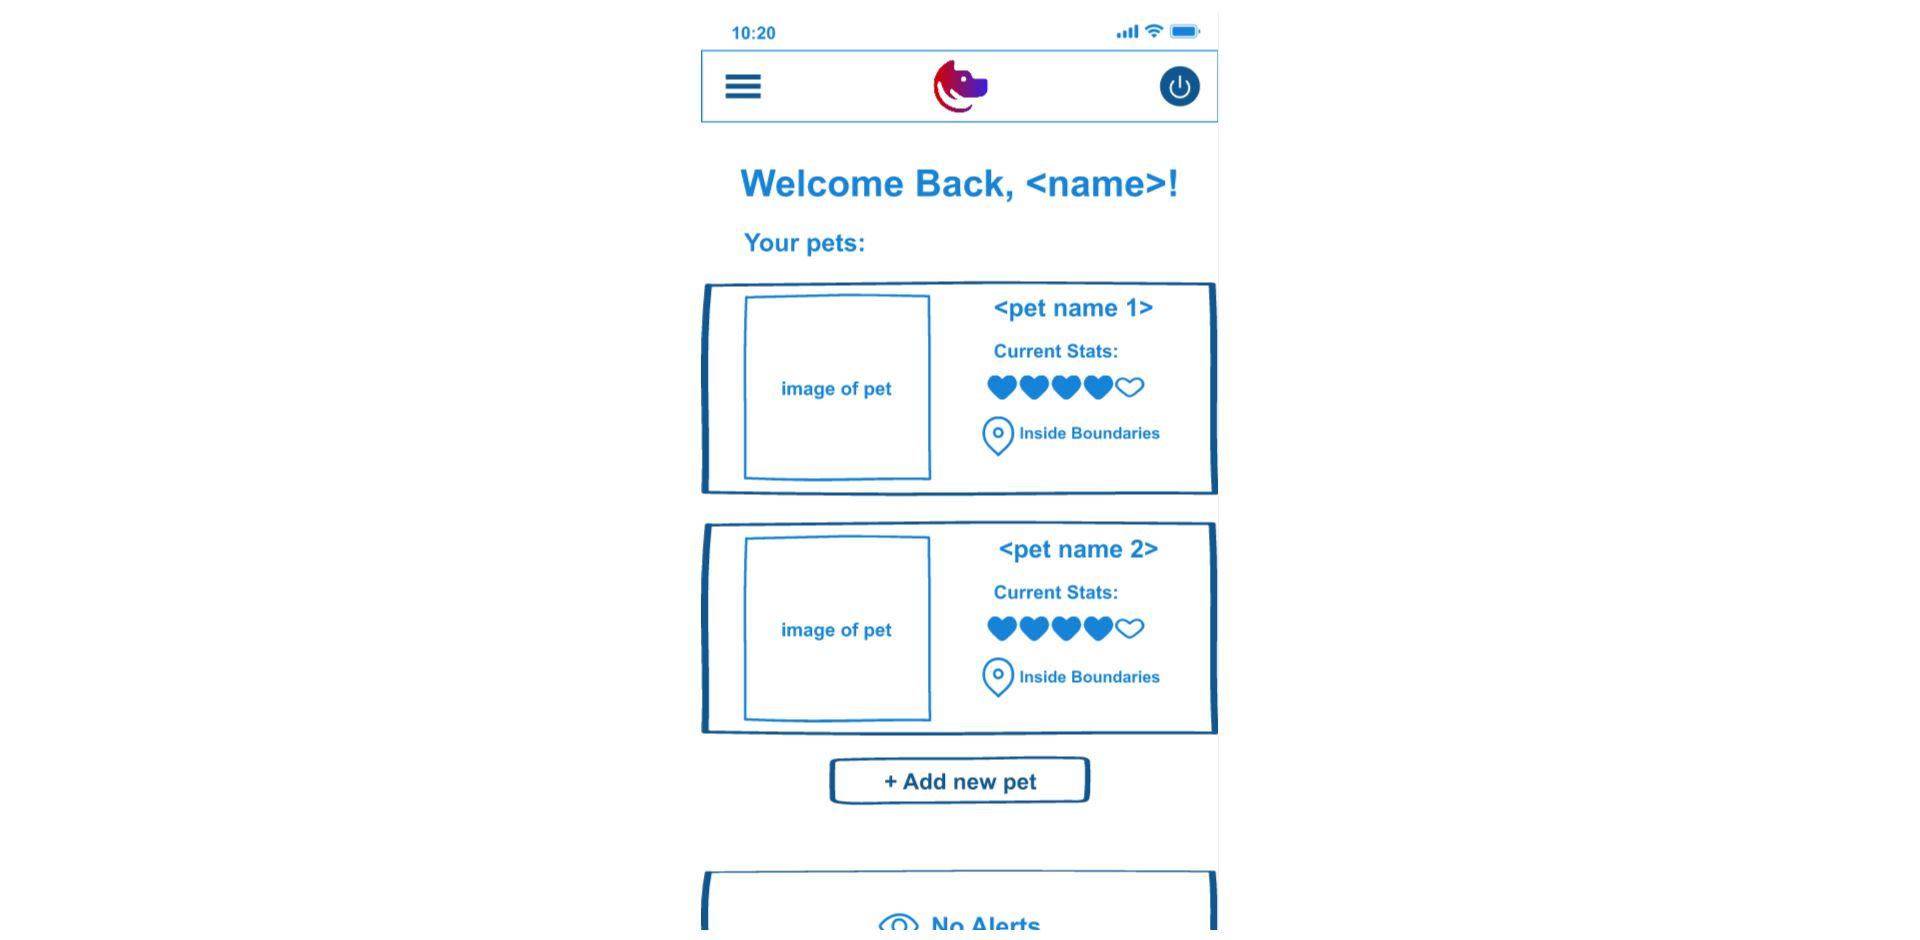 10:20
Welcome Back, <name>!
Your pets:
<pet name 1>
Current Stats:
image of pet
Inside Boundaries
<pet name 2>
Current Stats:
image of pet
Inside Boundaries
+ Add new pet
No Alerts